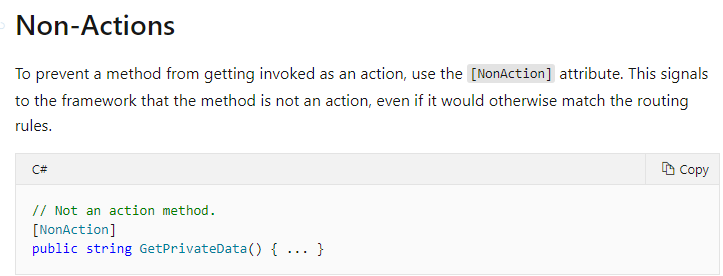 Non-Actions
To prevent a method from getting invoked as an action, use the [NonAction] attribute. This signals
to the framework that the method is not an action, even if it would otherwise match the routing
rules.
C# Copy
// Not an action method.
[NonAction]
public string GetPrivateData() { ... }